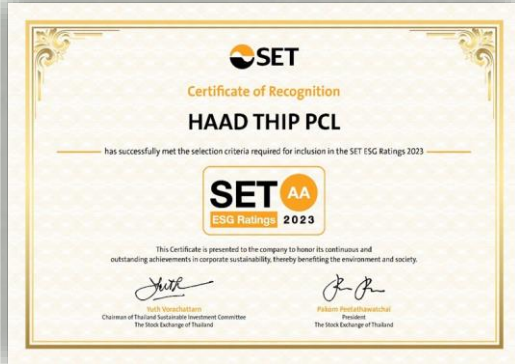 SET
Certificate of Recognition
HAAD THIP PCL
has successfully met the selection criteria required for inclusion in the SET ESG Ratings 2023
SET AA
ESG Ratings 2023
This Certificate is presented to the company to honor its continuous and
outstanding achievements in corporate sustainability, thereby benefiting the environment and society.
Yuth Vorachattarn Pakorn Peetathawatchai
Chairman of Thailand Sustainable Investment Committee President
The Stock Exchange of Thailand The Stock Exchange of Thailand